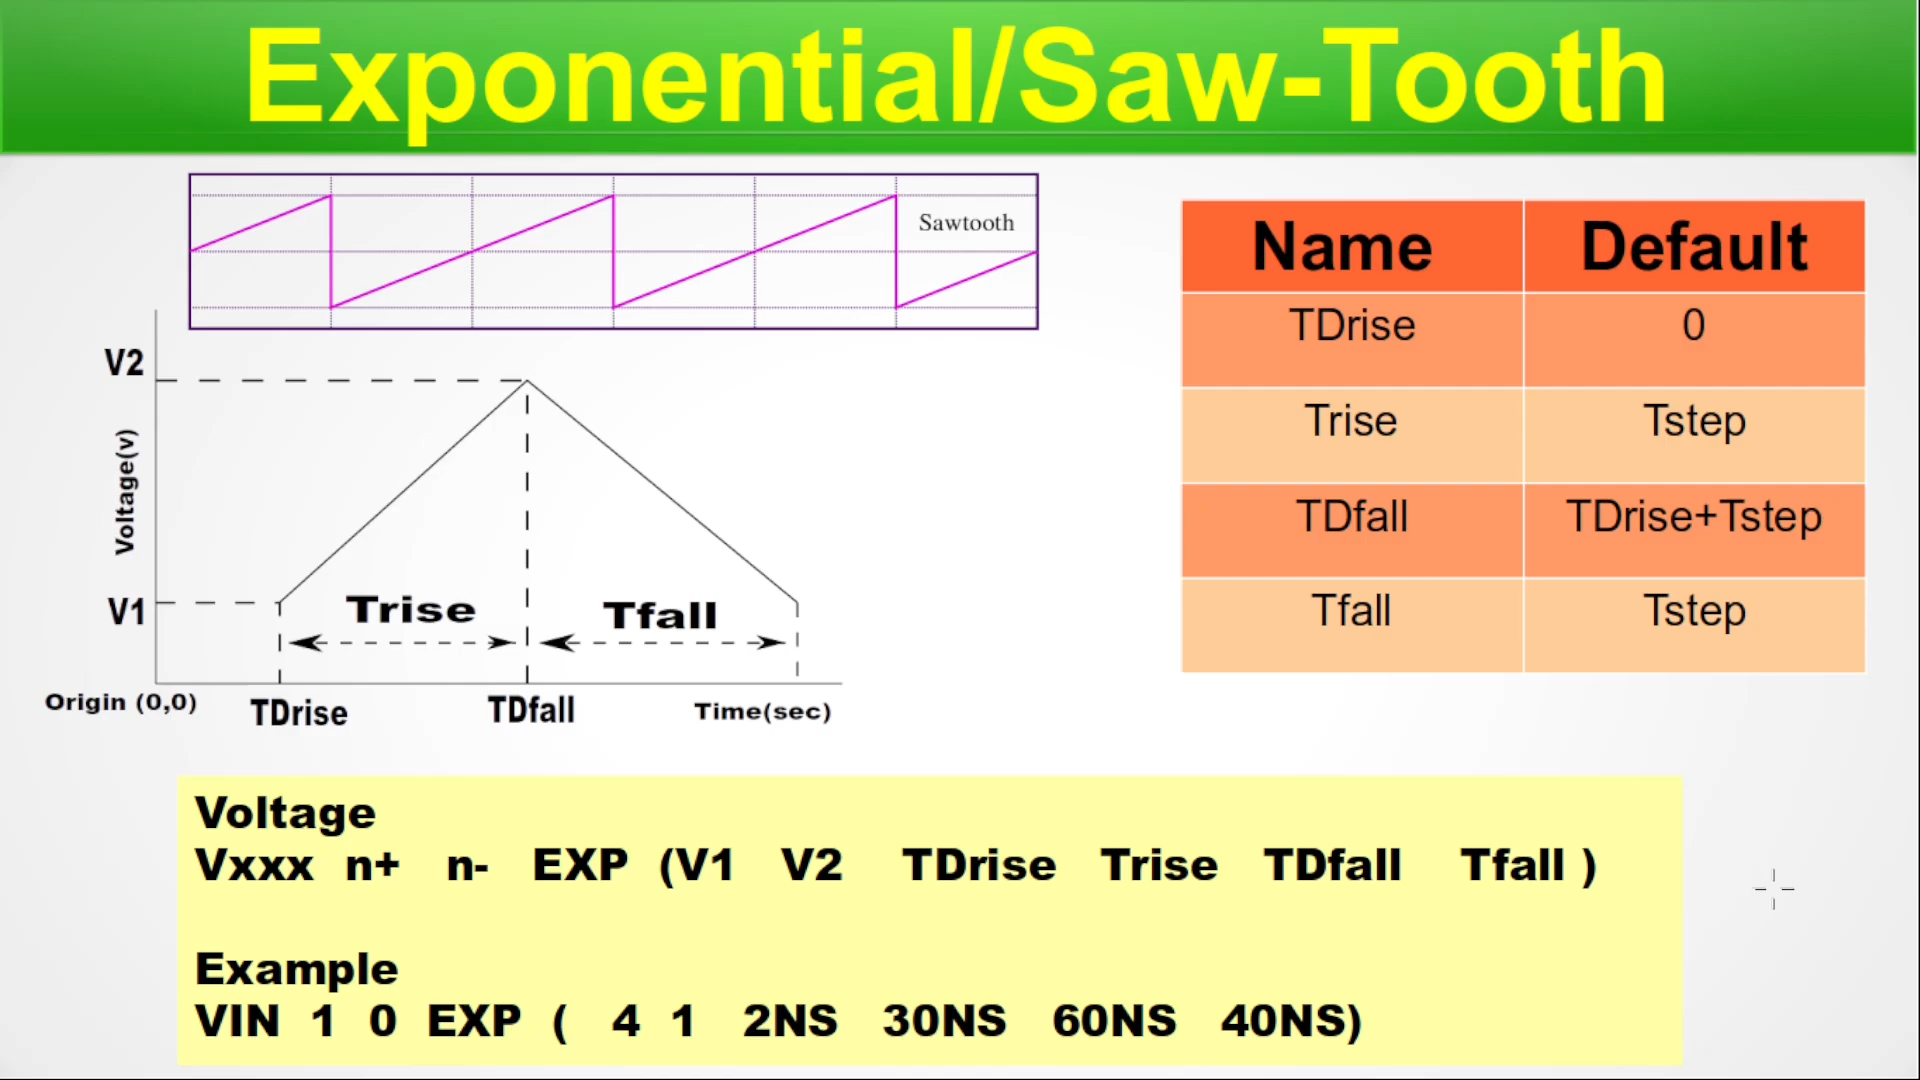 Exponential/Saw-Tooth
Sawtooth
V2
Voltage(v)
V1
Trise
Tfall
Origin (0,0)
TDrise
TDfall
Time(sec)
Name Default
TDrise 0
Trise Tstep
TDfall TDrise+Tstep
Tfall Tstep
Voltage
Vxxx n+ n- EXP (V1 V2 TDrise Trise TDfall Tfall )
Example
VIN 1 0 EXP ( 4 1 2NS 30NS 60NS 40NS)